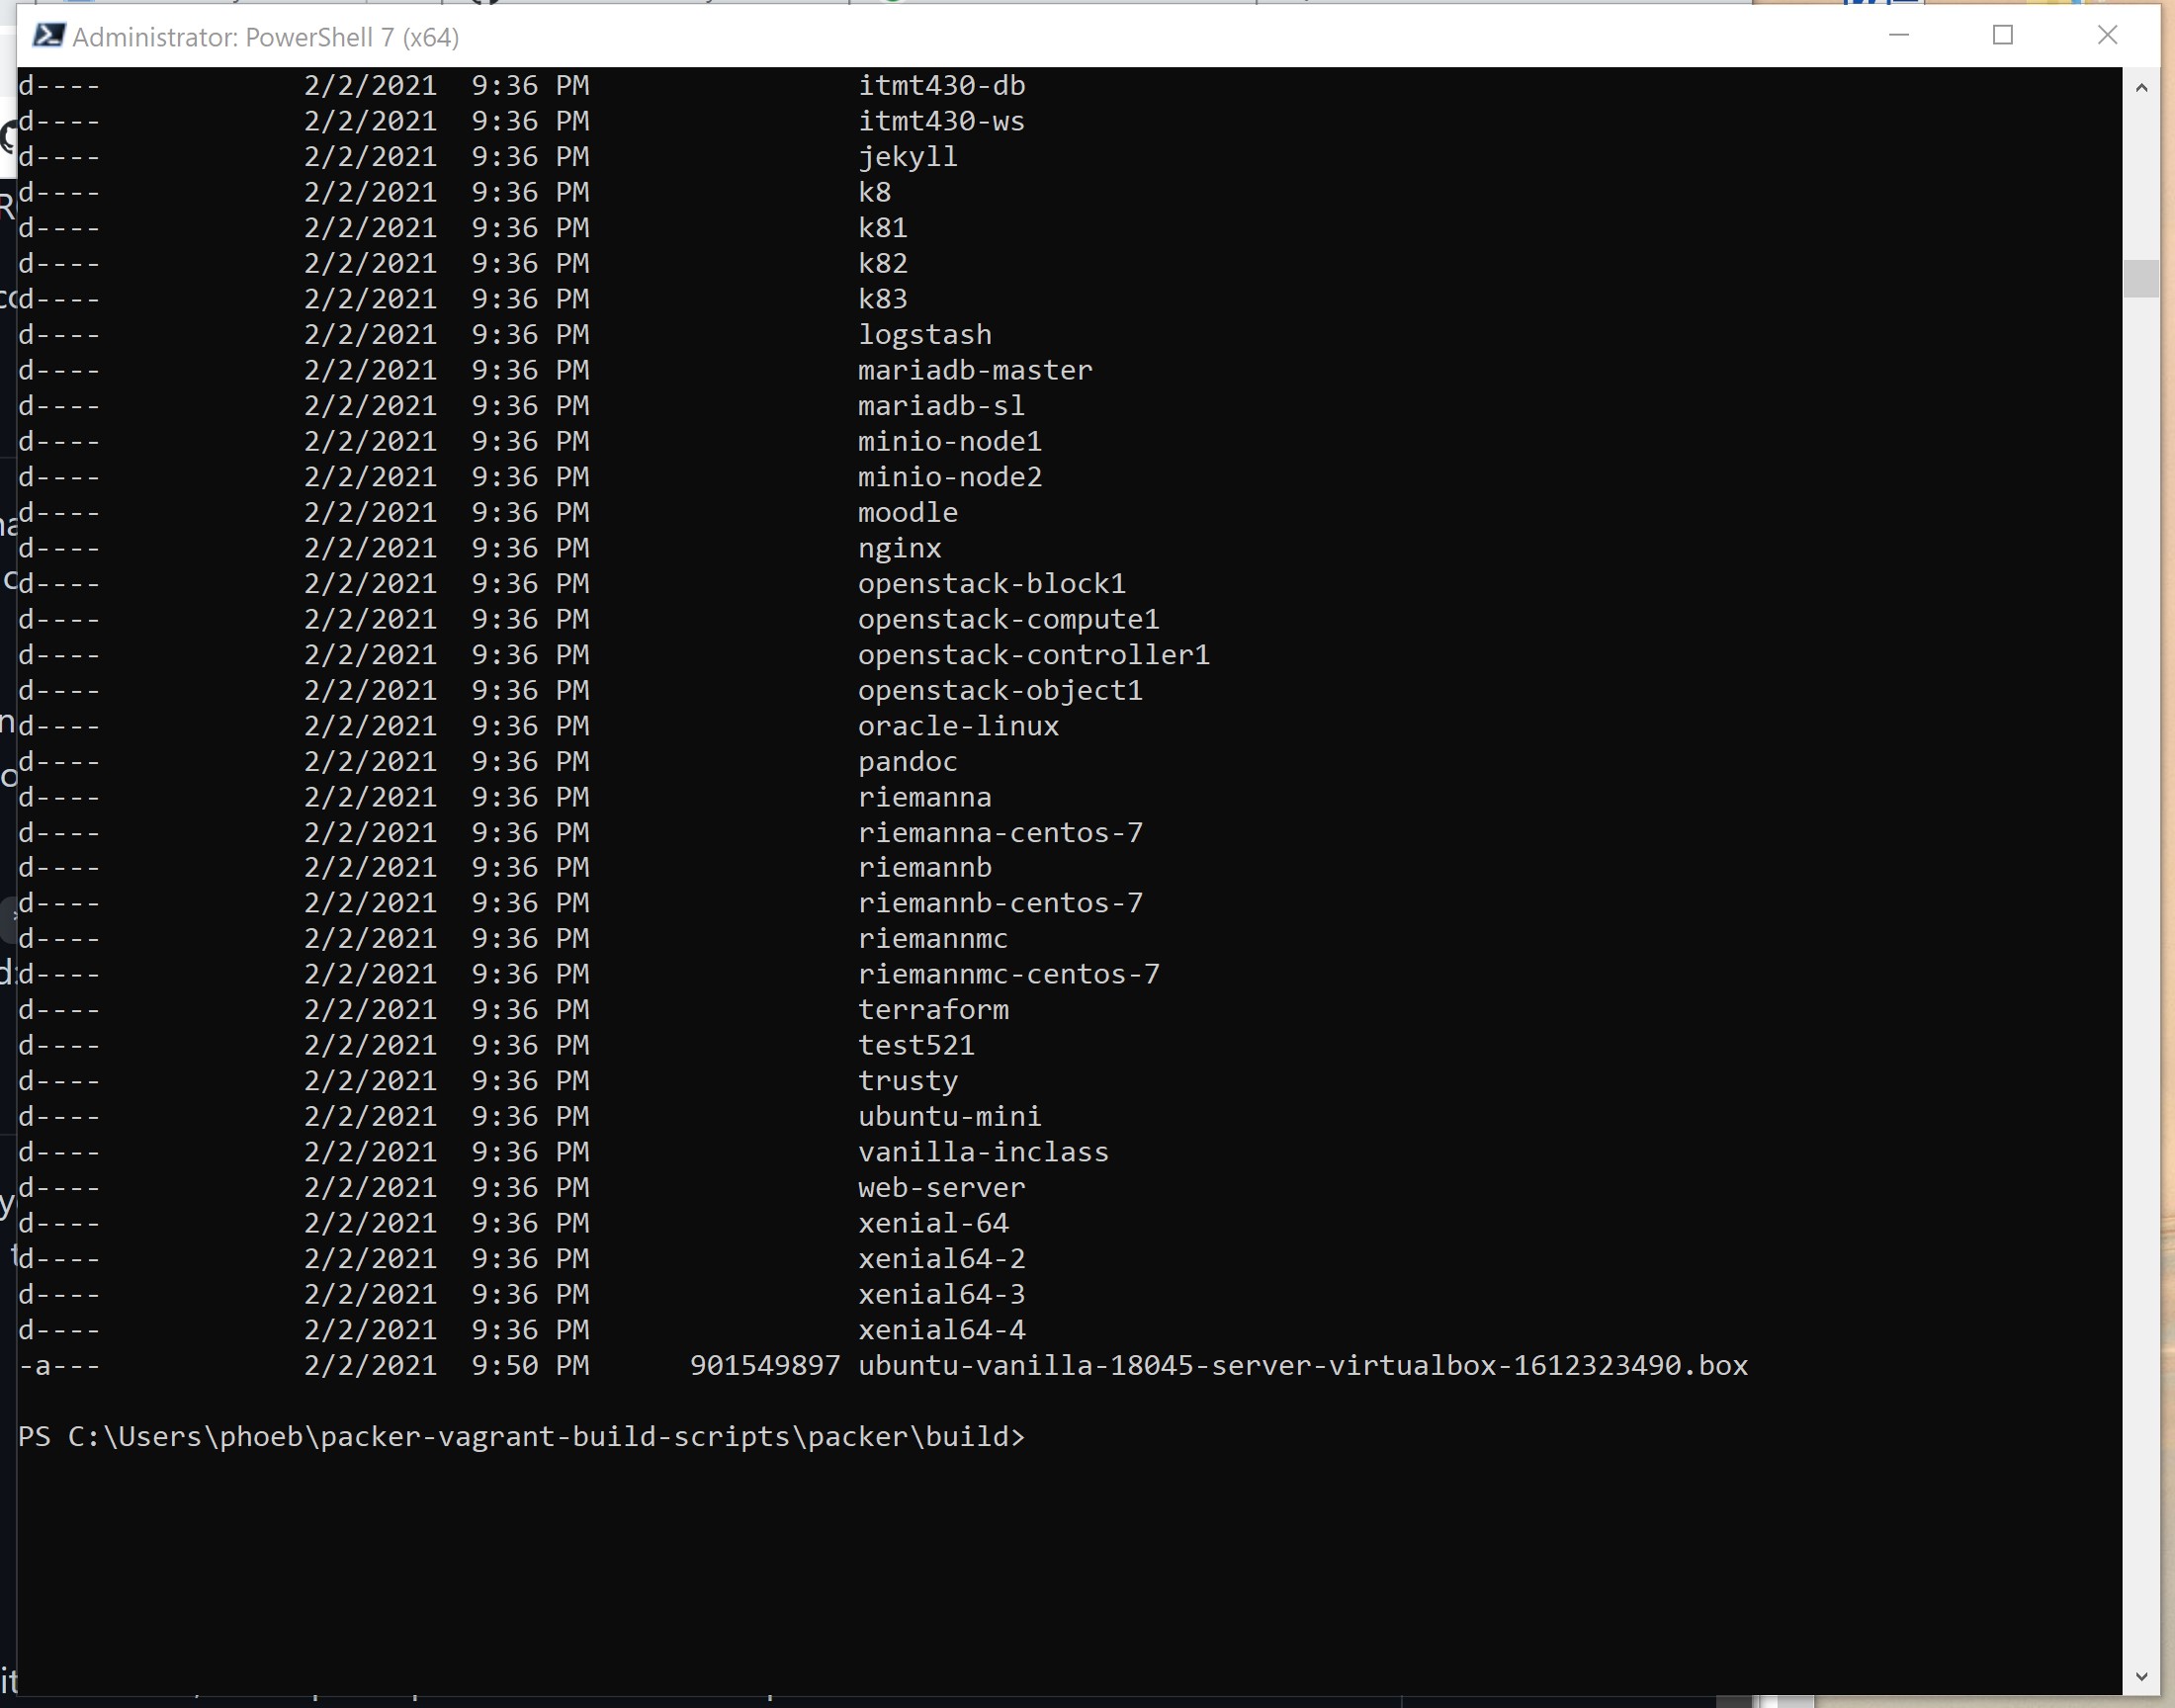 Administrator: PowerShell 7 (x64)
d---- 2/2/2021 9:36 PM itmt430-db
d---- 2/2/2021 9:36 PM itmt430-ws
d---- 2/2/2021 9:36 PM jekyll
d---- 2/2/2021 9:36 PM k8
d---- 2/2/2021 9:36 PM k81
d---- 2/2/2021 9:36 PM k82
d---- 2/2/2021 9:36 PM k83
d---- 2/2/2021 9:36 PM logstash
d---- 2/2/2021 9:36 PM mariadb-master
d---- 2/2/2021 9:36 PM mariadb-sl
d---- 2/2/2021 9:36 PM minio-node1
d---- 2/2/2021 9:36 PM minio-node2
d---- 2/2/2021 9:36 PM moodle
d---- 2/2/2021 9:36 PM nginx
d---- 2/2/2021 9:36 PM openstack-block1
d---- 2/2/2021 9:36 PM openstack-compute1
d---- 2/2/2021 9:36 PM openstack-controller1
d---- 2/2/2021 9:36 PM openstack-object1
d---- 2/2/2021 9:36 PM oracle-linux
d---- 2/2/2021 9:36 PM pandoc
d---- 2/2/2021 9:36 PM riemanna
d---- 2/2/2021 9:36 PM riemanna-centos-7
d---- 2/2/2021 9:36 PM riemannb
d---- 2/2/2021 9:36 PM riemannb-centos-7
d---- 2/2/2021 9:36 PM riemannmc
d---- 2/2/2021 9:36 PM riemannmc-centos-7
d---- 2/2/2021 9:36 PM terraform
d---- 2/2/2021 9:36 PM test521
d---- 2/2/2021 9:36 PM trusty
d---- 2/2/2021 9:36 PM ubuntu-mini
d---- 2/2/2021 9:36 PM vanilla-inclass
d---- 2/2/2021 9:36 PM web-server
d---- 2/2/2021 9:36 PM xenial-64
d---- 2/2/2021 9:36 PM xenial64-2
d---- 2/2/2021 9:36 PM xenial64-3
d---- 2/2/2021 9:36 PM xenial64-4
-a--- 2/2/2021 9:50 PM 901549897 ubuntu-vanilla-18045-server-virtualbox-1612323490.box
PS C:\Users\phoeb\packer-vagrant-build-scripts\packer\build>